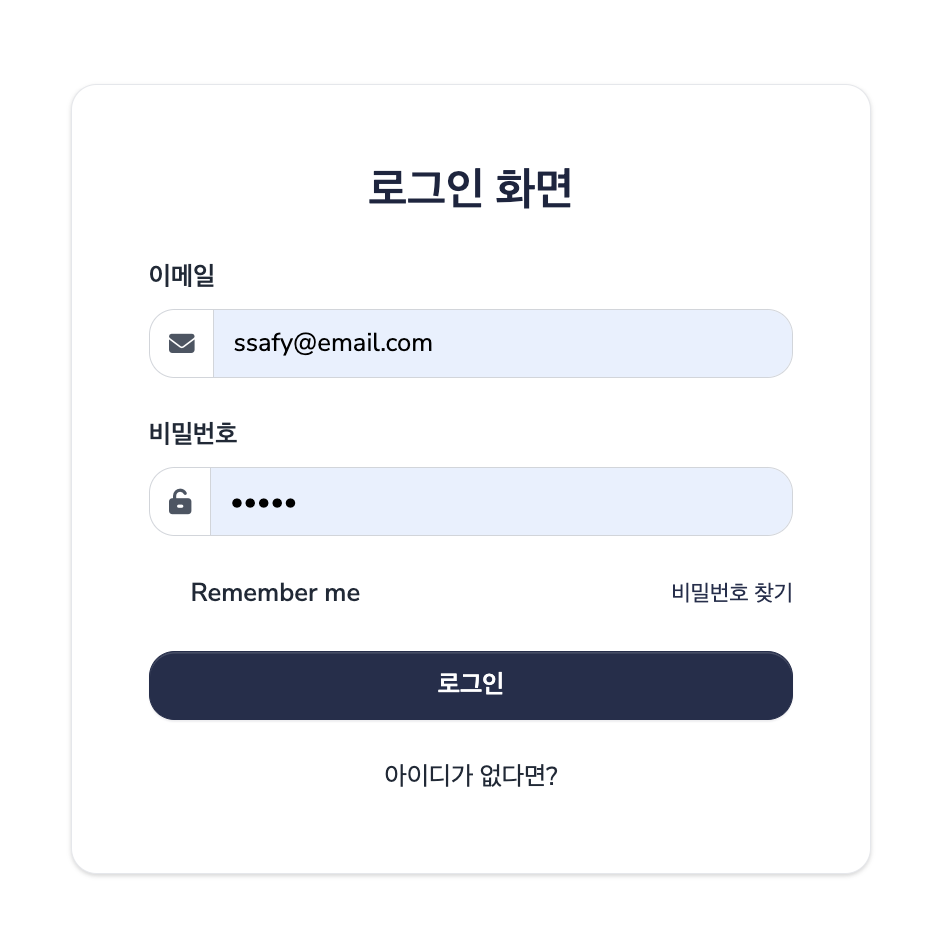 로그인 화면
이메일
ssafy@email.com
비밀번호
•••••
Remember me 비밀번호 찾기
로그인
아이디가 없다면?